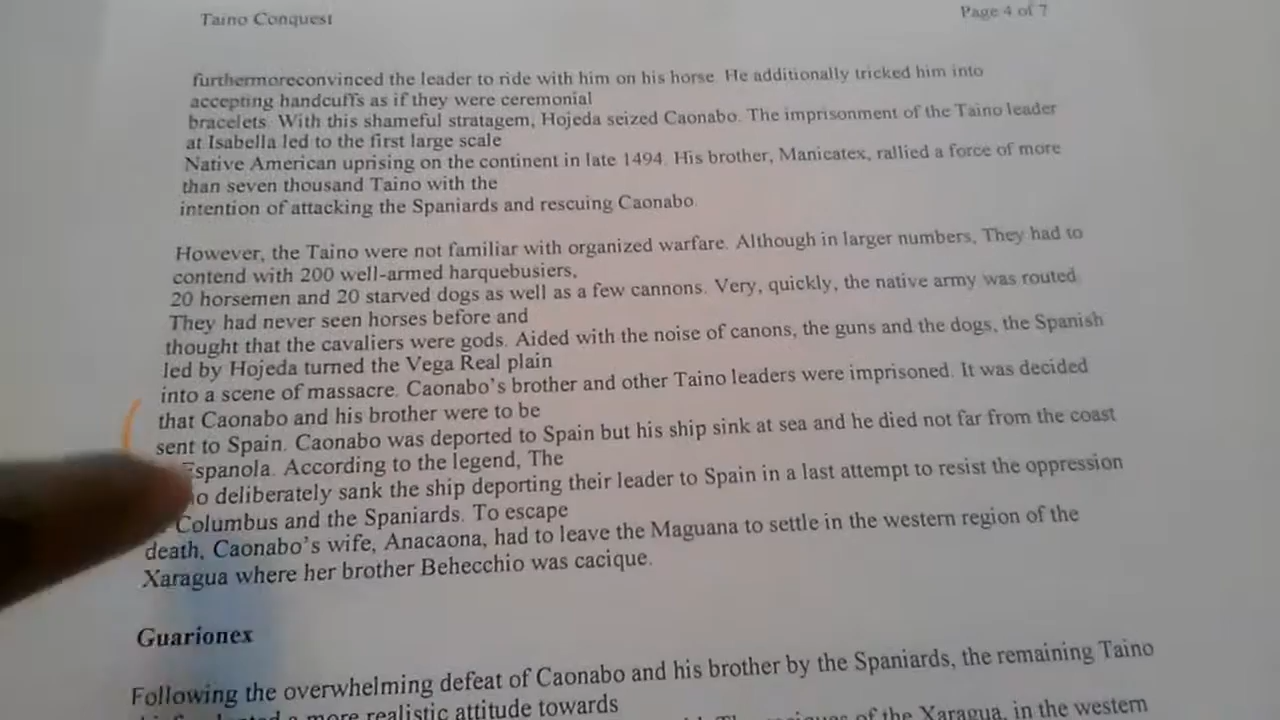 Taino Conquest
Page 4 of 7
furthermoreconvinced the leader to ride with him on his horse. He additionally tricked him into
accepting handcuffs as if they were ceremonial
bracelets. With this shameful stratagem, Hojeda seized Caonabo. The imprisonment of the Taino leader
at Isabella led to the first large scale
Native American uprising on the continent in late 1494. His brother, Manicatex, rallied a force of more
than seven thousand Taino with the
intention of attacking the Spaniards and rescuing Caonabo.
However, the Taino were not familiar with organized warfare. Although in larger numbers, They had to
contend with 200 well-armed harquebusiers,
20 horsemen and 20 starved dogs as well as a few cannons. Very, quickly, the native army was routed.
They had never seen horses before and
thought that the cavaliers were gods. Aided with the noise of canons, the guns and the dogs, the Spanish
led by Hojeda turned the Vega Real plain
into a scene of massacre. Caonabo's brother and other Taino leaders were imprisoned. It was decided
that Caonabo and his brother were to be
sent to Spain. Caonabo was deported to Spain but his ship sink at sea and he died not far from the coast
Espanola. According to the legend, The
deliberately sank the ship deporting their leader to Spain in a last attempt to resist the oppression
Columbus and the Spaniards. To escape
death, Caonabo's wife, Anacaona, had to leave the Maguana to settle in the western region of the
Xaragua where her brother Behecchio was cacique.
Guarionex
Following the overwhelming defeat of Caonabo and his brother by the Spaniards, the remaining Taino
a more realistic attitude towards
of the Xaragua, in the western